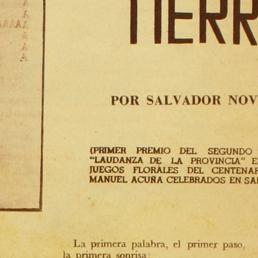 TIERR
POR SALVADOR NOV
(PRIMER PREMIO DEL SEGUNDO
"LAUDANZA DE LA PROVINCIA" E
JUEGOS FLORALES DEL CENTENAR
MANUEL ACUÑA CELEBRADOS EN SAL
La primera palabra, el primer paso,
la primera sonrisa;